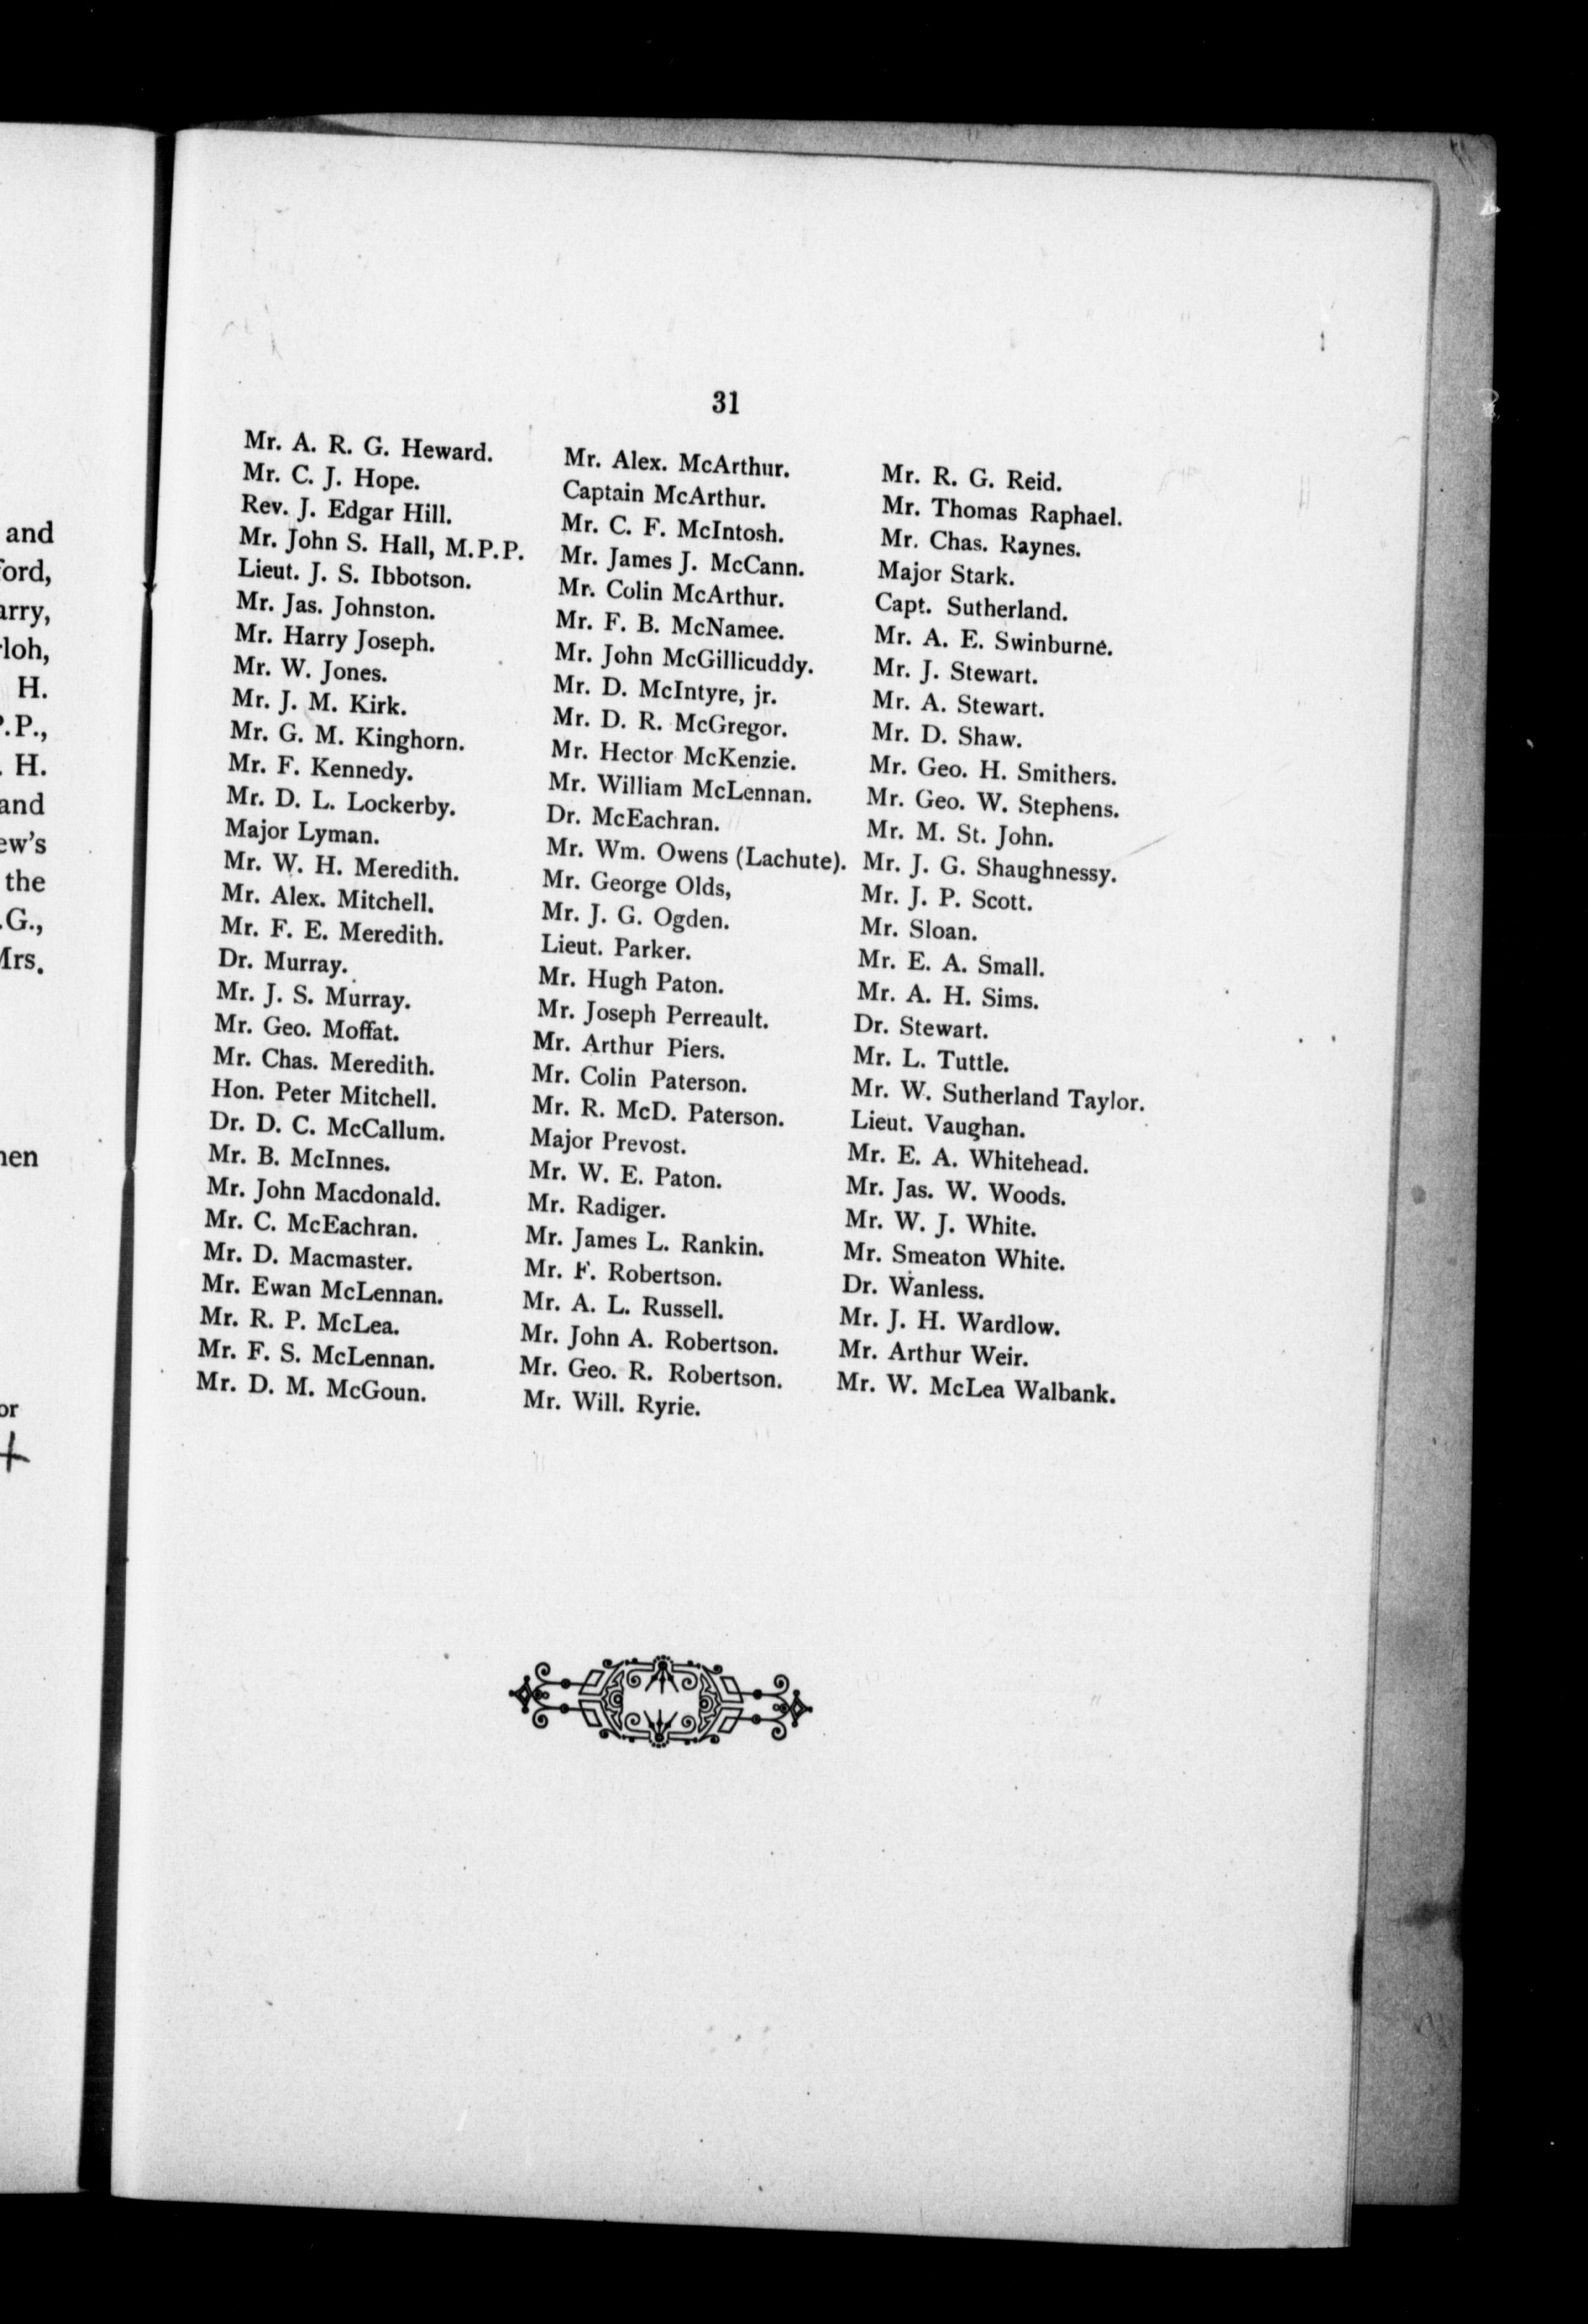 and
ford,
arry,
rloh,
H.
P.P.,
. H.
and
ew's
the
.G.,
Mrs.
nen
or
31
Mr. A. R. G. Heward.
Mr. C. J. Hope.
Rev. J. Edgar Hill.
Mr. John S. Hall, M.P.P.
Lieut. J. S. Ibbotson.
Mr. Jas. Johnston.
Mr. Harry Joseph.
Mr. W. Jones.
Mr. J. M. Kirk.
Mr. G. M. Kinghorn.
Mr. F. Kennedy.
Mr. D. L. Lockerby.
Major Lyman.
Mr. W. H. Meredith.
Mr. Alex. Mitchell.
Mr. F. E. Meredith.
Dr. Murray.
Mr. J. S. Murray.
Mr. Geo. Moffat.
Mr. Chas. Meredith.
Hon. Peter Mitchell.
Dr. D. C. McCallum.
Mr. B. McInnes.
Mr. John Macdonald.
Mr. C. McEachran.
Mr. D. Macmaster.
Mr. Ewan McLennan.
Mr. R. P. McLea.
Mr. F. S. McLennan.
Mr. D. M. McGoun.
Mr. Alex. McArthur.
Captain McArthur.
Mr. C. F. McIntosh.
Mr. James J. McCann.
Mr. Colin McArthur.
Mr. F. B. McNamee.
Mr. John McGillicuddy.
Mr. D. McIntyre, jr.
Mr. D. R. McGregor.
Mr. Hector McKenzie.
Mr. William McLennan.
Dr. McEachran.
Mr. Wm. Owens (Lachute).
Mr. George Olds,
Mr. J. G. Ogden.
Lieut. Parker.
Mr. Hugh Paton.
Mr. Joseph Perreault.
Mr. Arthur Piers.
Mr. Colin Paterson.
Mr. R. McD. Paterson.
Major Prevost.
Mr. W. E. Paton.
Mr. Radiger.
Mr. James L. Rankin.
Mr. F. Robertson.
Mr. A. L. Russell.
Mr. John A. Robertson.
Mr. Geo. R. Robertson.
Mr. Will. Ryrie.
Mr. R. G. Reid.
Mr. Thomas Raphael.
Mr. Chas. Raynes.
Major Stark.
Capt. Sutherland.
Mr. A. E. Swinburne.
Mr. J. Stewart.
Mr. A. Stewart.
Mr. D. Shaw.
Mr. Geo. H. Smithers.
Mr. Geo. W. Stephens.
Mr. M. St. John.
Mr. J. G. Shaughnessy.
Mr. J. P. Scott.
Mr. Sloan.
Mr. E. A. Small.
Mr. A. H. Sims.
Dr. Stewart.
Mr. L. Tuttle.
Mr. W. Sutherland Taylor.
Lieut. Vaughan.
Mr. E. A. Whitehead.
Mr. Jas. W. Woods.
Mr. W. J. White.
Mr. Smeaton White.
Dr. Wanless.
Mr. J. H. Wardlow.
Mr. Arthur Weir.
Mr. W. McLea Walbank.